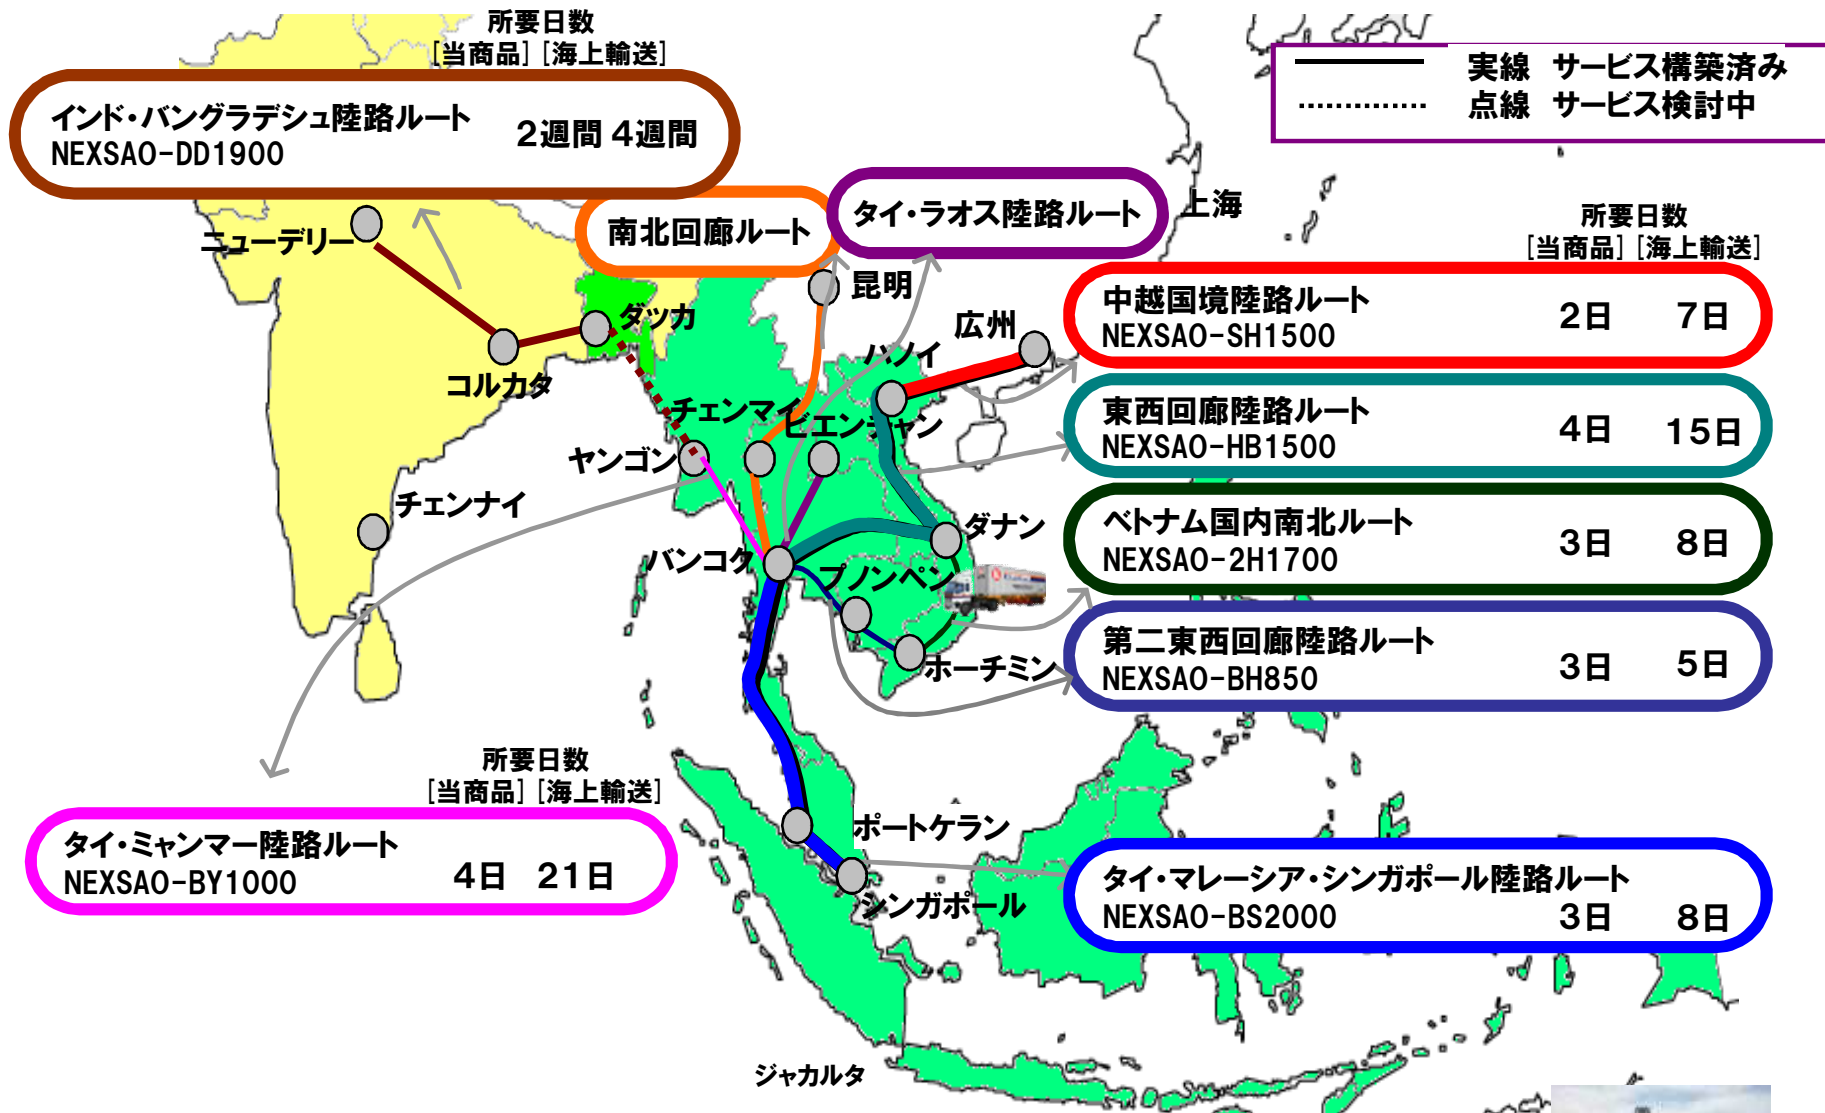 所要日数
[当商品] [海上輸送]
インド・バングラデシュ陸路ルート 2週間 4週間
NEXSAO-DD1900
実線 サービス構築済み
点線 サービス検討中
南北回廊ルート
タイ・ラオス陸路ルート
上海
ニューデリー
昆明
ダッカ
コルカタ
広州
ハノイ
チェンマイ
ビエンチャン
ヤンゴン
チェンナイ
ダナン
バンコク
プノンペン
ホーチミン
所要日数
[当商品] [海上輸送]
中越国境陸路ルート
NEXSAO-SH1500 2日 7日
東西回廊陸路ルート
NEXSAO-HB1500 4日 15日
ベトナム国内南北ルート
NEXSAO-2H1700 3日 8日
第二東西回廊陸路ルート
NEXSAO-BH850 3日 5日
所要日数
[当商品] [海上輸送]
タイ・ミャンマー陸路ルート
NEXSAO-BY1000 4日 21日
ポートケラン
シンガポール
タイ・マレーシア・シンガポール陸路ルート
NEXSAO-BS2000 3日 8日
ジャカルタ